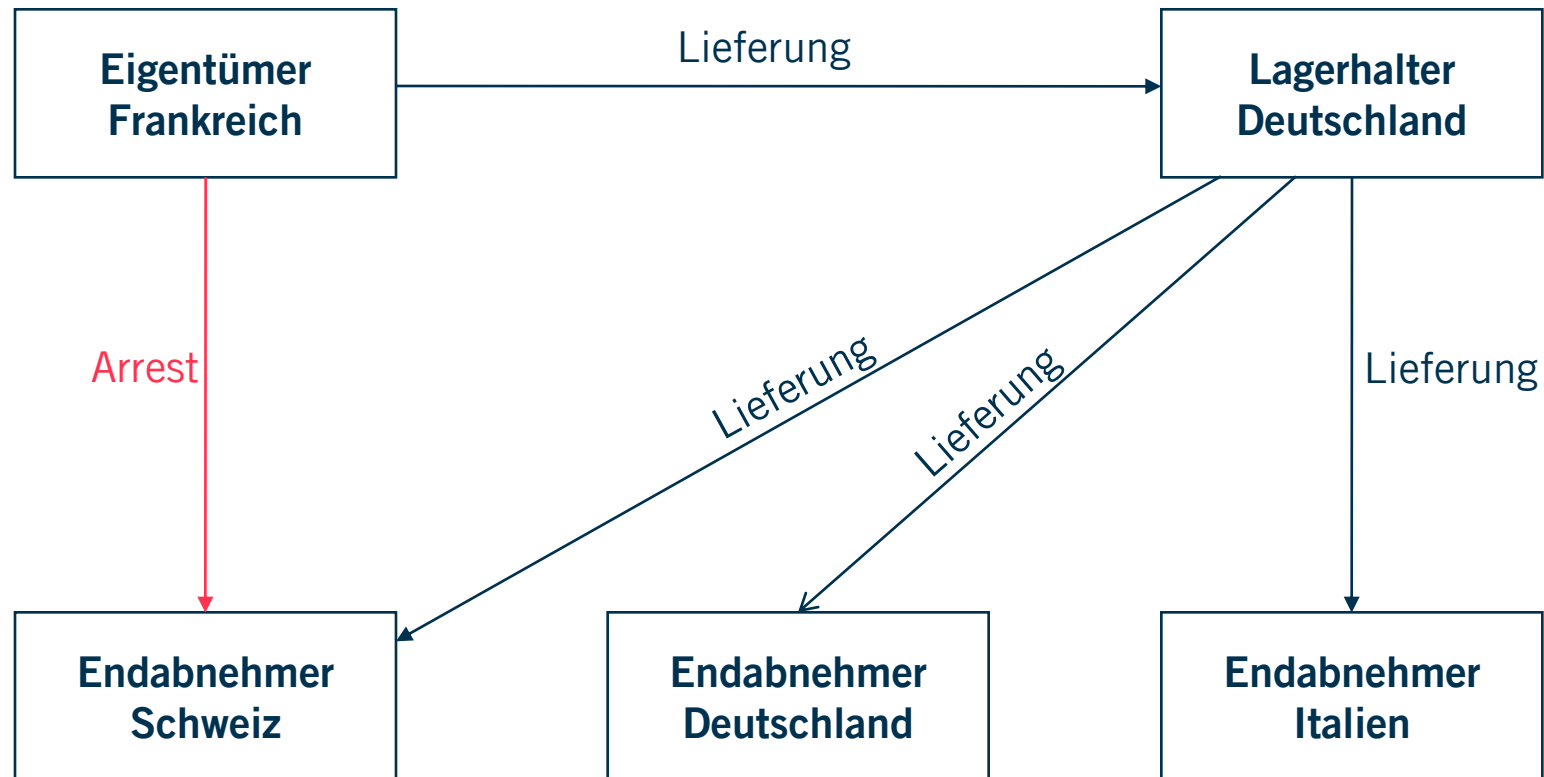 Eigentümer
Frankreich
Lieferung
Lagerhalter
Deutschland
Arrest
Lieferung
Lieferung
Lieferung
Endabnehmer
Schweiz
Endabnehmer
Deutschland
Endabnehmer
Italien